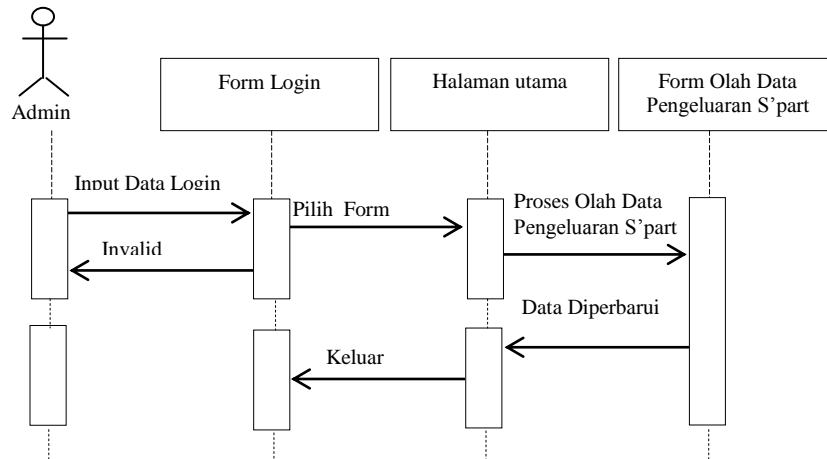 Admin
Form Login
Halaman utama
Form Olah Data
Pengeluaran S'part
Input Data Login
Pilih Form
Proses Olah Data
Pengeluaran S'part
Invalid
Data Diperbarui
Keluar